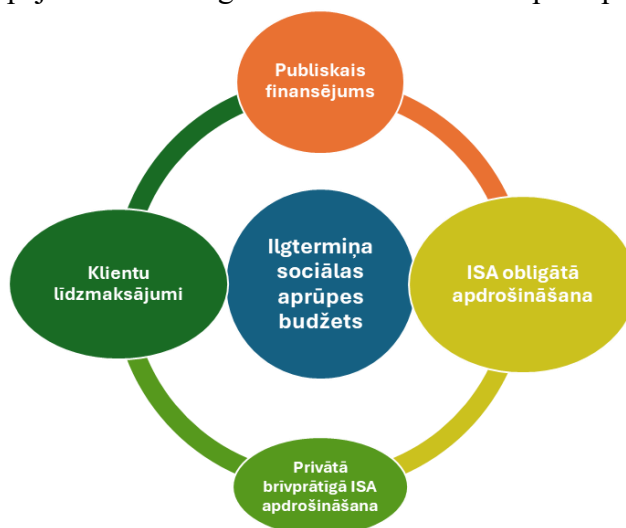 Publiskais
finansējums
Ilgtermiņa
sociālas
aprūpes
budžets
Klientu
līdzmaksājumi
ISA obligātā
apdrošināšana
Privātā
brīvprātīgā ISA
apdrošināšana